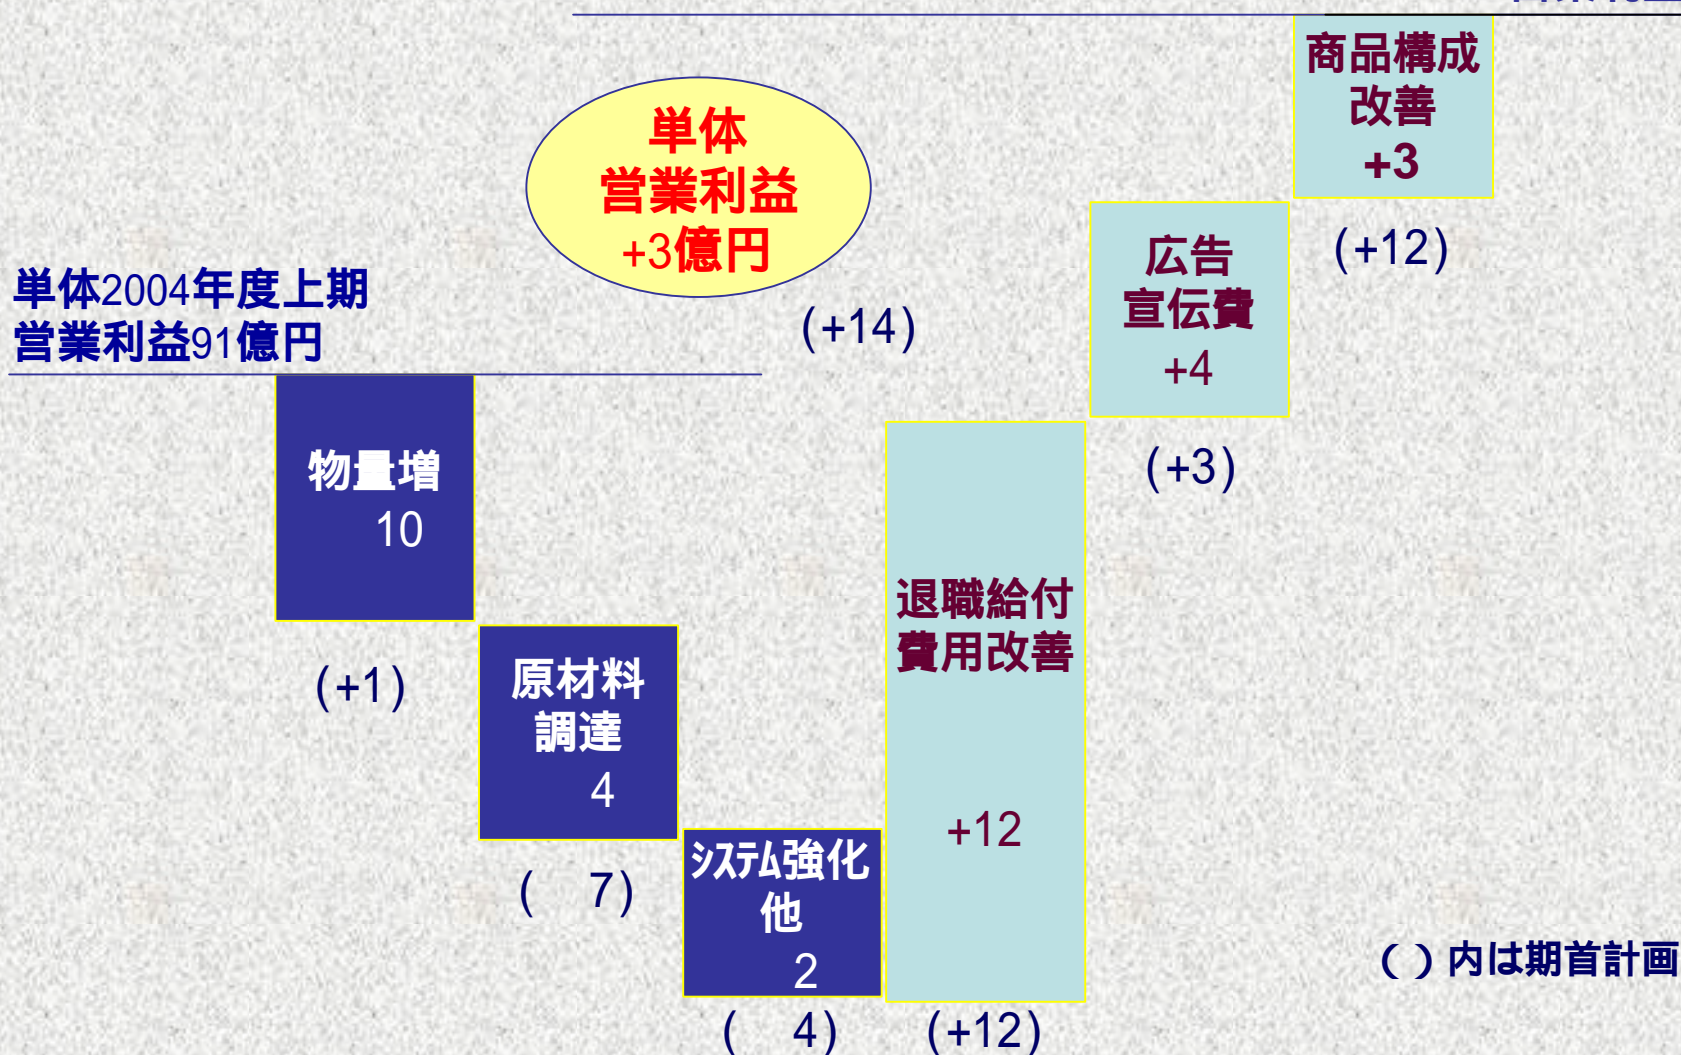 商品構成
改善
+3
(+12)
単体
営業利益
+3億円
(+14)
広告
宣伝費
+4
(+3)
単体2004年度上期
営業利益91億円
物量増
10
(+1)
原材料
調達
4
( 7)
システム強化
他
2
( 4)
退職給付
費用改善
+12
(+12)
( ) 内は期首計画